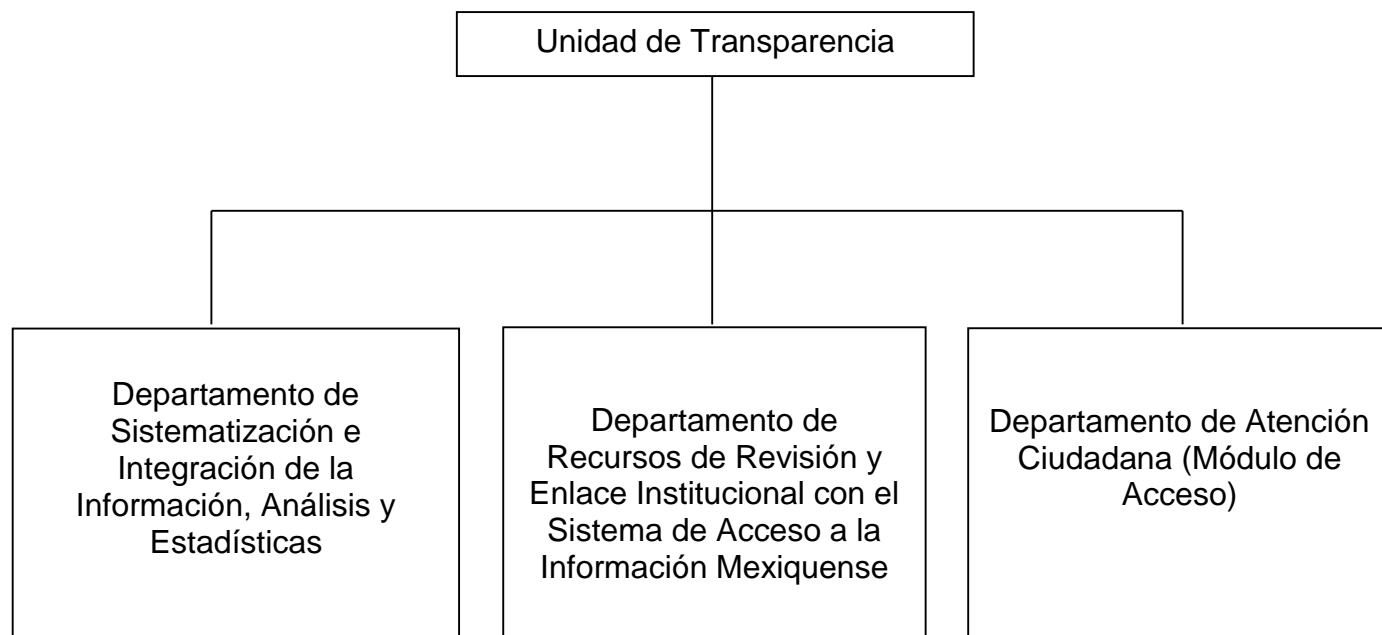 Unidad de Transparencia
Departamento de
Sistematización e
Integración de la
Información, Análisis y
Estadísticas
Departamento de
Recursos de Revisión y
Enlace Institucional con el
Sistema de Acceso a la
Información Mexiquense
Departamento de Atención
Ciudadana (Módulo de
Acceso)